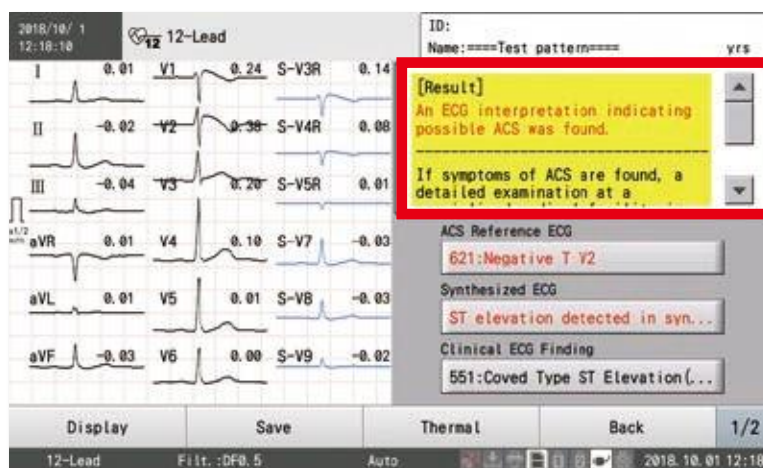 2018/10/ 1
12:18:10
12 12-Lead
ID:
Name:====Test pattern==== yrs
I 0.01 V1 0.24 S-V3R 0.14
II -0.02 V2 0.38 S-V4R 0.08
III -0.04 V3 0.20 S-V5R 0.01
aVR 0.01 V4 0.10 S-V7 -0.03
aVL 0.01 V5 0.01 S-V8 -0.03
aVF -0.03 V6 0.00 S-V9 -0.02
[Result]
An ECG interpretation indicating
possible ACS was found.
If symptoms of ACS are found, a
detailed examination at a
ACS Reference ECG
621:Negative T V2
Synthesized ECG
ST elevation detected in syn...
Clinical ECG Finding
551:Coved Type ST Elevation(...
Display Save Thermal Back 1/2
12-Lead Filt.:DF0.5 Auto 2018.10.01 12:18